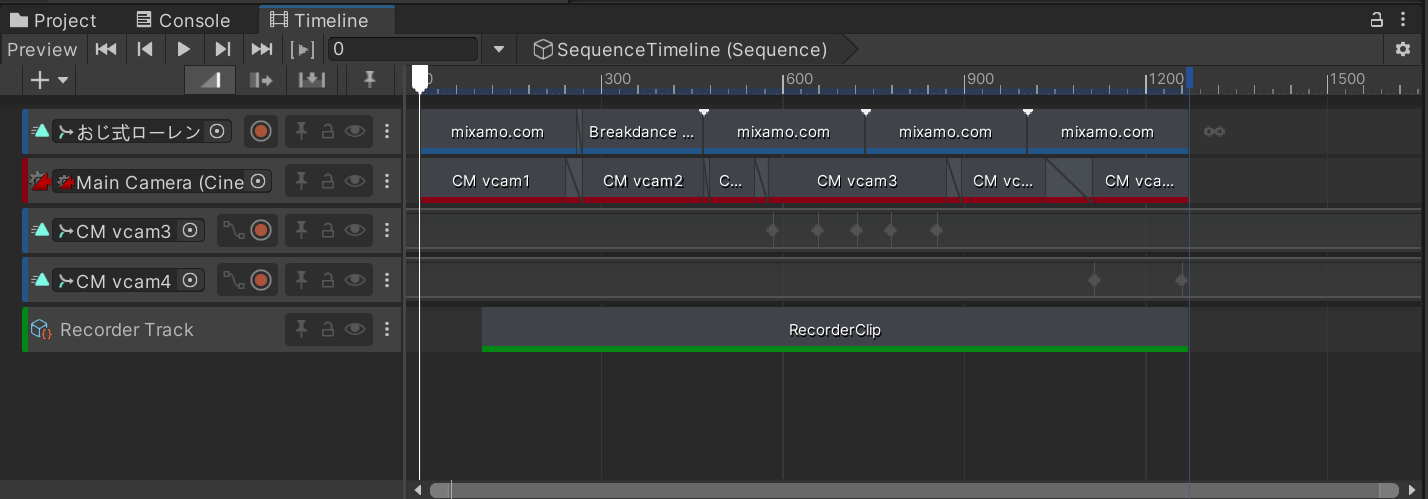 Project Console Timeline
Preview 0 SequenceTimeline (Sequence)
0 300 600 900 1200 1500
おじ式ローレン mixamo.com Breakdance ... mixamo.com mixamo.com mixamo.com
Main Camera (Cine CM vcam1 CM vcam2 C... CM vcam3 CM vc... CM vca...
CM vcam3
CM vcam4
Recorder Track RecorderClip